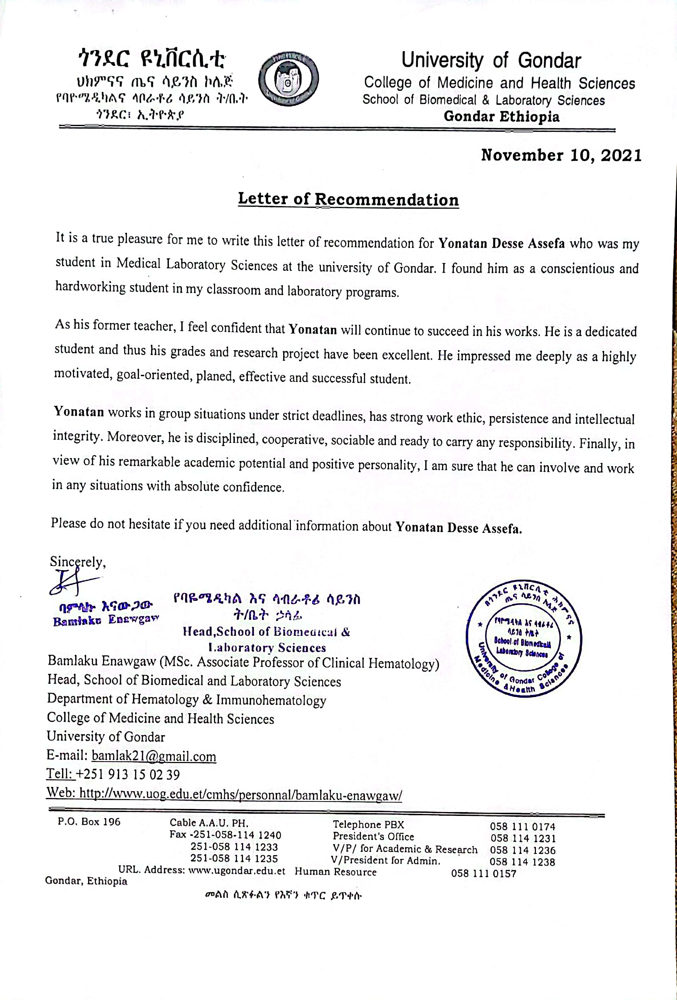 ጎንደር ዩኒቨርሲቲ
ህክምናና ጤና ሳይንስ ኮሌጅ
የባዮሜዲካልና ላቦራቶሪ ሳይንስ ት/ቤት
ጎንደር፣ ኢትዮጵያ
University of Gondar
College of Medicine and Health Sciences
School of Biomedical & Laboratory Sciences
Gondar Ethiopia
November 10, 2021
Letter of Recommendation
It is a true pleasure for me to write this letter of recommendation for Yonatan Desse Assefa who was my
student in Medical Laboratory Sciences at the university of Gondar. I found him as a conscientious and
hardworking student in my classroom and laboratory programs.
As his former teacher, I feel confident that Yonatan will continue to succeed in his works. He is a dedicated
student and thus his grades and research project have been excellent. He impressed me deeply as a highly
motivated, goal-oriented, planed, effective and successful student.
Yonatan works in group situations under strict deadlines, has strong work ethic, persistence and intellectual
integrity. Moreover, he is disciplined, cooperative, sociable and ready to carry any responsibility. Finally, in
view of his remarkable academic potential and positive personality, I am sure that he can involve and work
in any situations with absolute confidence.
Please do not hesitate if you need additional information about Yonatan Desse Assefa.
Sincerely,
ባምላኩ እናውጋው
Bamlaku Enawgaw
የባዬሜዲካል እና ላብራቶሪ ሳይንስ
ት/ቤት ኃላፊ
Head,School of Biomedical &
Laboratory Sciences
በጎንደር ዩኒቨርሲቲ ሕክምናና
ጤና ሳይንስ ኮሌጅ
School of Biomedical&
Laboratory Sciences
University of Gondar College of
Medicine &Health Sciences
Bamlaku Enawgaw (MSc. Associate Professor of Clinical Hematology)
Head, School of Biomedical and Laboratory Sciences
Department of Hematology & Immunohematology
College of Medicine and Health Sciences
University of Gondar
E-mail: bamlak21@gmail.com
Tell: +251 913 15 02 39
Web: http://www.uog.edu.et/cmhs/personnal/bamlaku-enawgaw/
P.O. Box 196 Cable A.A.U. PH. Telephone PBX 058 111 0174
Fax -251-058-114 1240 President's Office 058 114 1231
251-058 114 1233 V/P/ for Academic & Research 058 114 1236
251-058 114 1235 V/President for Admin. 058 114 1238
URL. Address: www.ugondar.edu.et Human Resource 058 111 0157
Gondar, Ethiopia
መልስ ሲጽፉልን የእኛን ቁጥር ይጥቀሱ